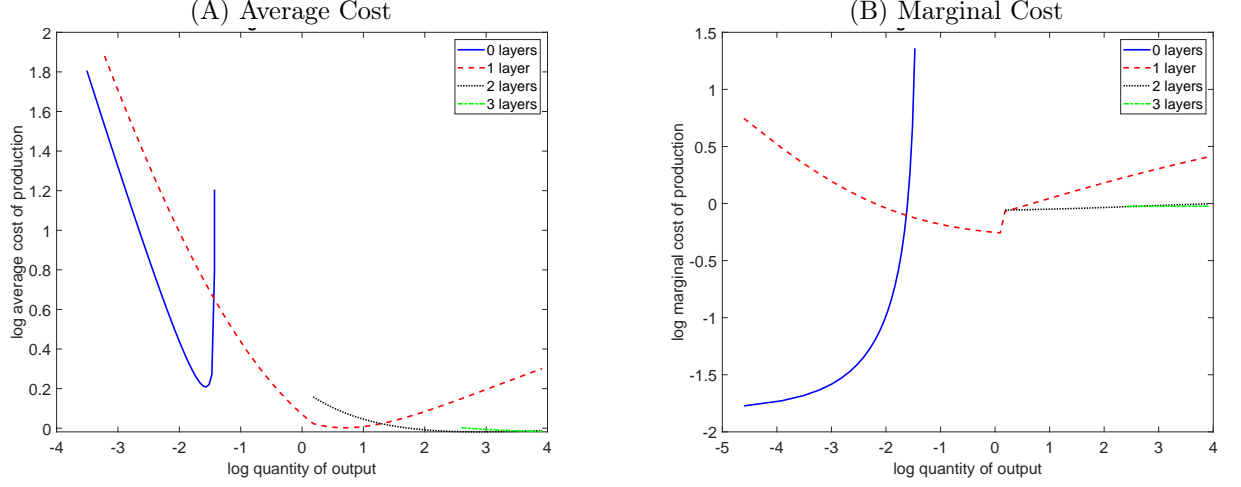 (A) Average Cost
2
1.8
1.6
1.4
1.2
1
0.8
0.6
0.4
0.2
0
log average cost of production
-4
-3
-2
-1
0
1
2
3
4
log quantity of output
0 layers
1 layer
2 layers
3 layers
(B) Marginal Cost
1.5
1
0.5
0
-0.5
-1
-1.5
-2
log marginal cost of production
-5
-4
-3
-2
-1
0
1
2
3
4
log quantity of output
0 layers
1 layer
2 layers
3 layers